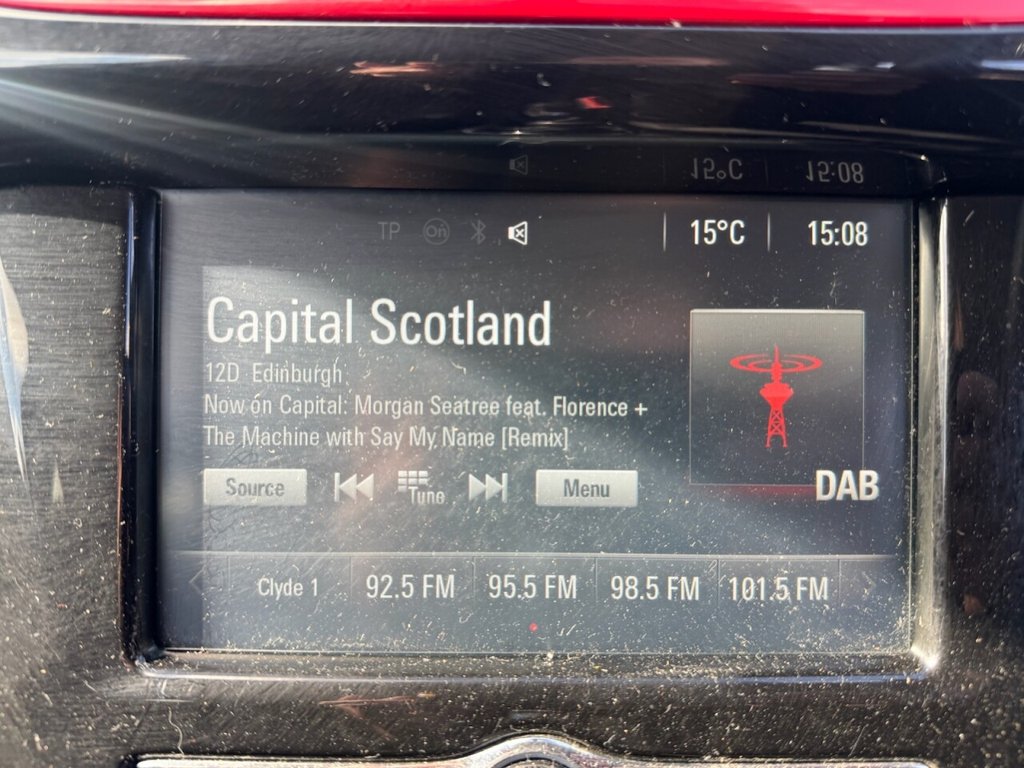 TP On 15°C 15:08
Capital Scotland
12D Edinburgh
Now on Capital: Morgan Seatree feat. Florence +
The Machine with Say My Name [Remix]
DAB
Source Tune Menu
Clyde 1 92.5 FM 95.5 FM 98.5 FM 101.5 FM